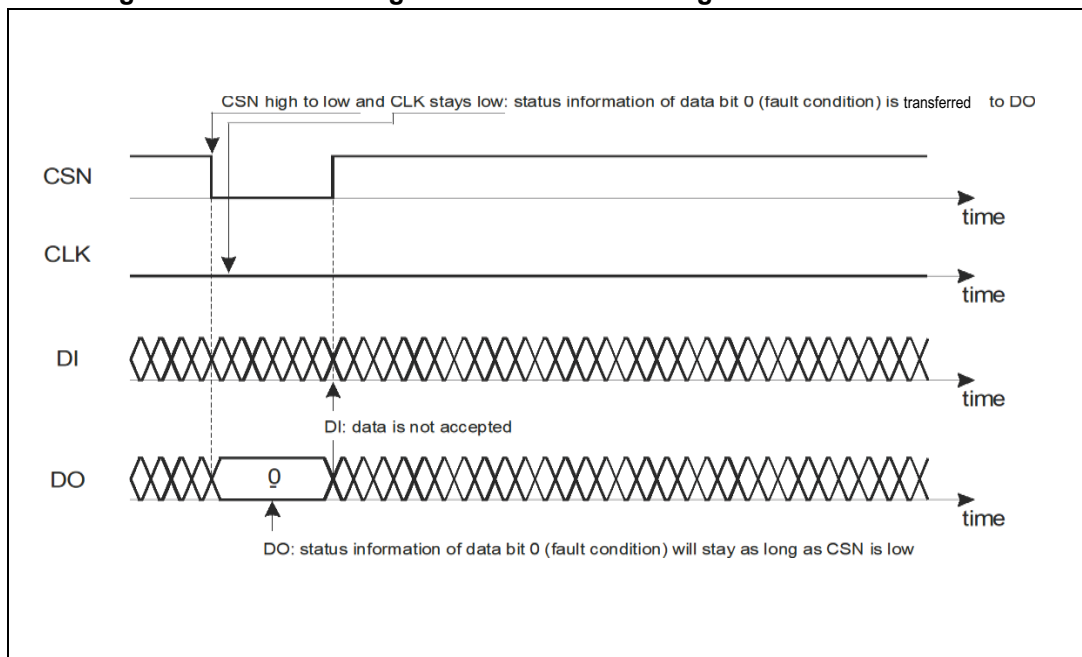 CSN high to low and CLK stays low: status information of data bit 0 (fault condition) is transferred to DO
CSN
time
CLK
time
DI
time
DI: data is not accepted
DO
0
time
DO: status information of data bit 0 (fault condition) will stay as long as CSN is low